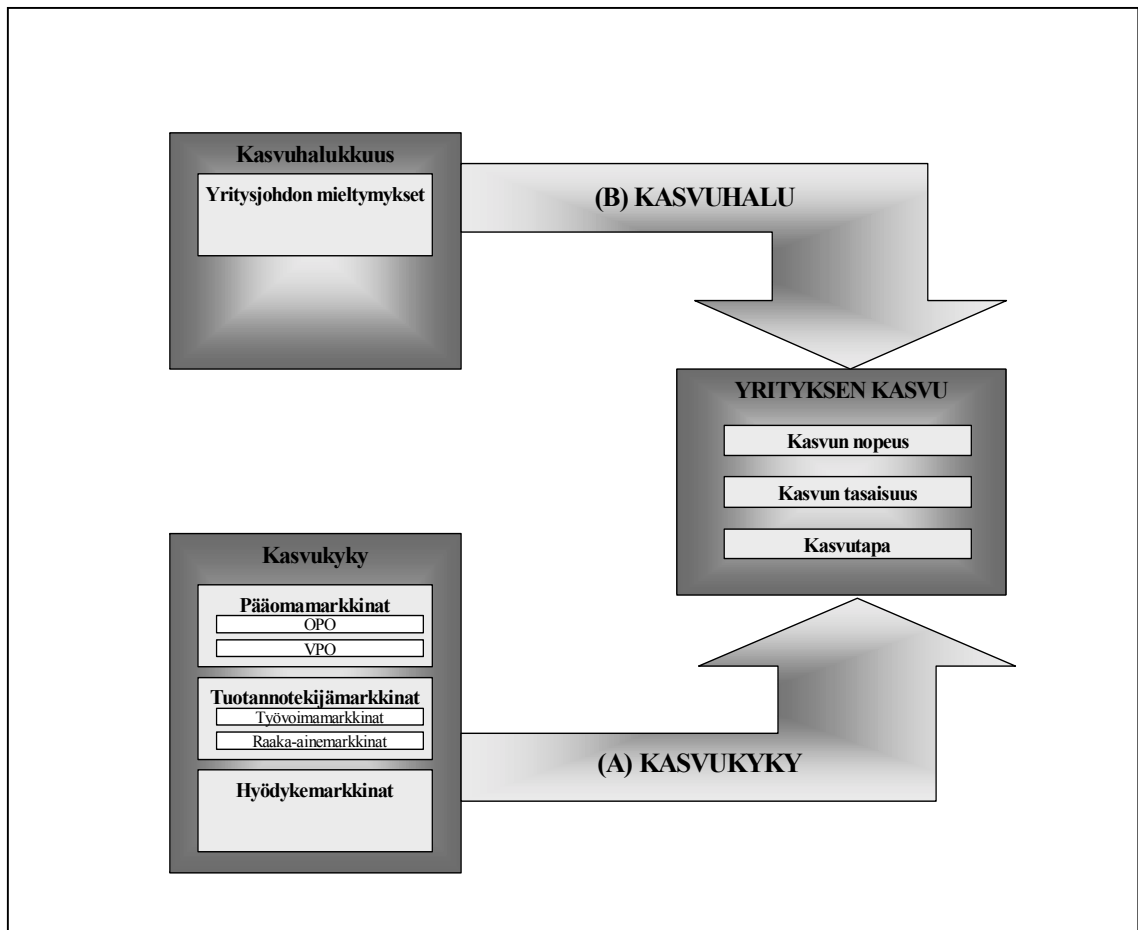 Kasvuhalukkuus
Yritysjohdon mieltymykset
(B) KASVUHALU
YRITYKSEN KASVU
Kasvun nopeus
Kasvun tasaisuus
Kasvutapa
Kasvukyky
Pääomamarkkinat
OPO
VPO
Tuotannotekijämarkkinat
Työvoimamarkkinat
Raaka-ainemarkkinat
Hyödykemarkkinat
(A) KASVUKYKY